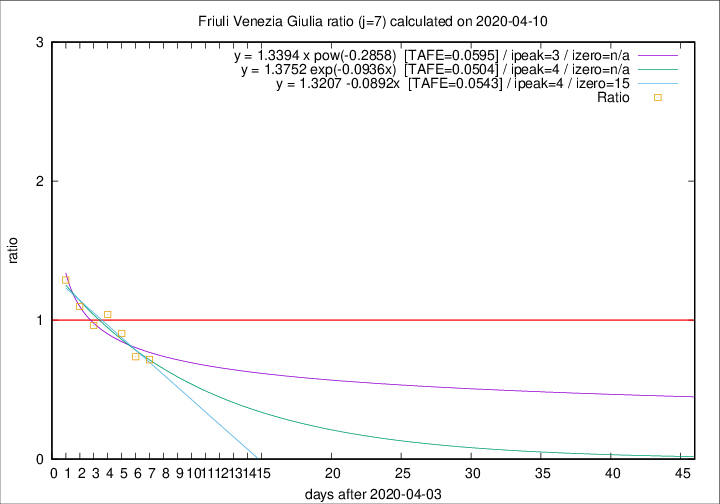 Friuli Venezia Giulia ratio (j=7) calculated on 2020-04-10
y = 1.3394 x pow(-0.2858) [TAFE=0.0595] / ipeak=3 / izero=n/a
y = 1.3752 exp(-0.0936x) [TAFE=0.0504] / ipeak=4 / izero=n/a
y = 1.3207 -0.0892x [TAFE=0.0543] / ipeak=4 / izero=15
Ratio
3
2
1
0
ratio
0 1 2 3 4 5 6 7 8 9 10 11 12 13 14 15 20 25 30 35 40 45
days after 2020-04-03